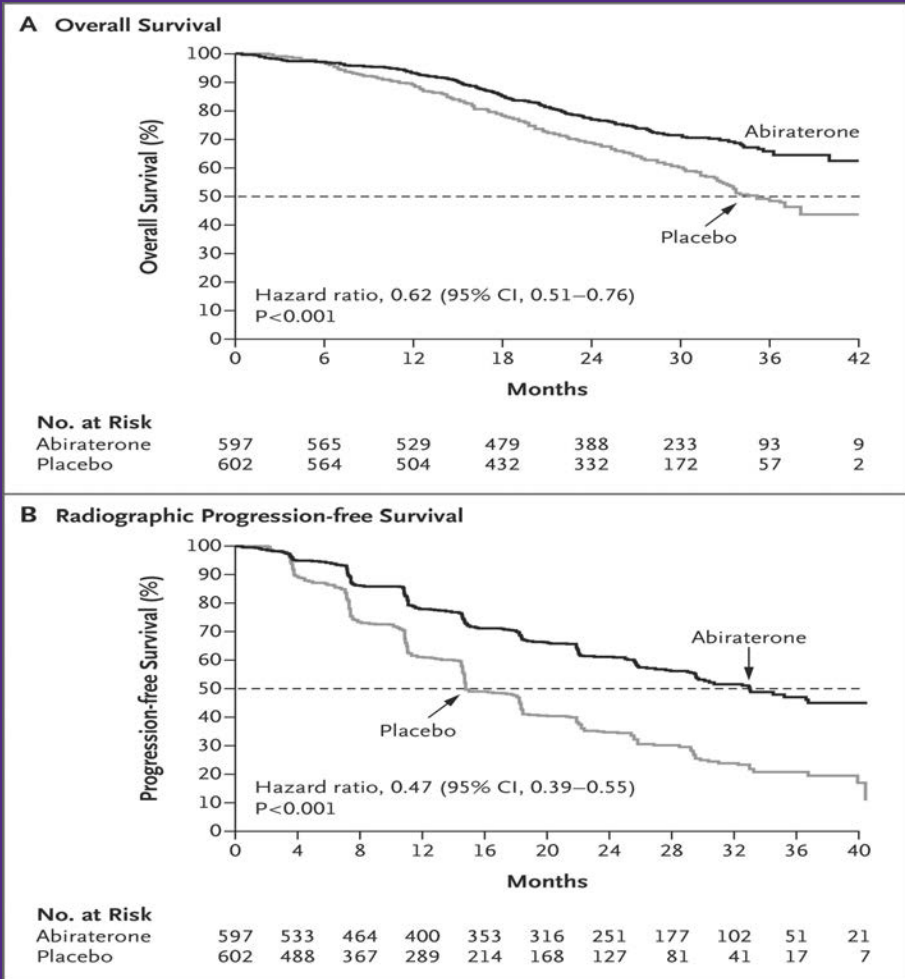 A Overall Survival
Overall Survival (%)
100
90
80
70
60
50
40
30
20
10
0
Abiraterone
Placebo
Hazard ratio, 0.62 (95% CI, 0.51–0.76)
P<0.001
0 6 12 18 24 30 36 42
Months
No. at Risk
Abiraterone 597 565 529 479 388 233 93 9
Placebo 602 564 504 432 332 172 57 2
B Radiographic Progression-free Survival
Progression-free Survival (%)
100
90
80
70
60
50
40
30
20
10
0
Abiraterone
Placebo
Hazard ratio, 0.47 (95% CI, 0.39–0.55)
P<0.001
0 4 8 12 16 20 24 28 32 36 40
Months
No. at Risk
Abiraterone 597 533 464 400 353 316 251 177 102 51 21
Placebo 602 488 367 289 214 168 127 81 41 17 7